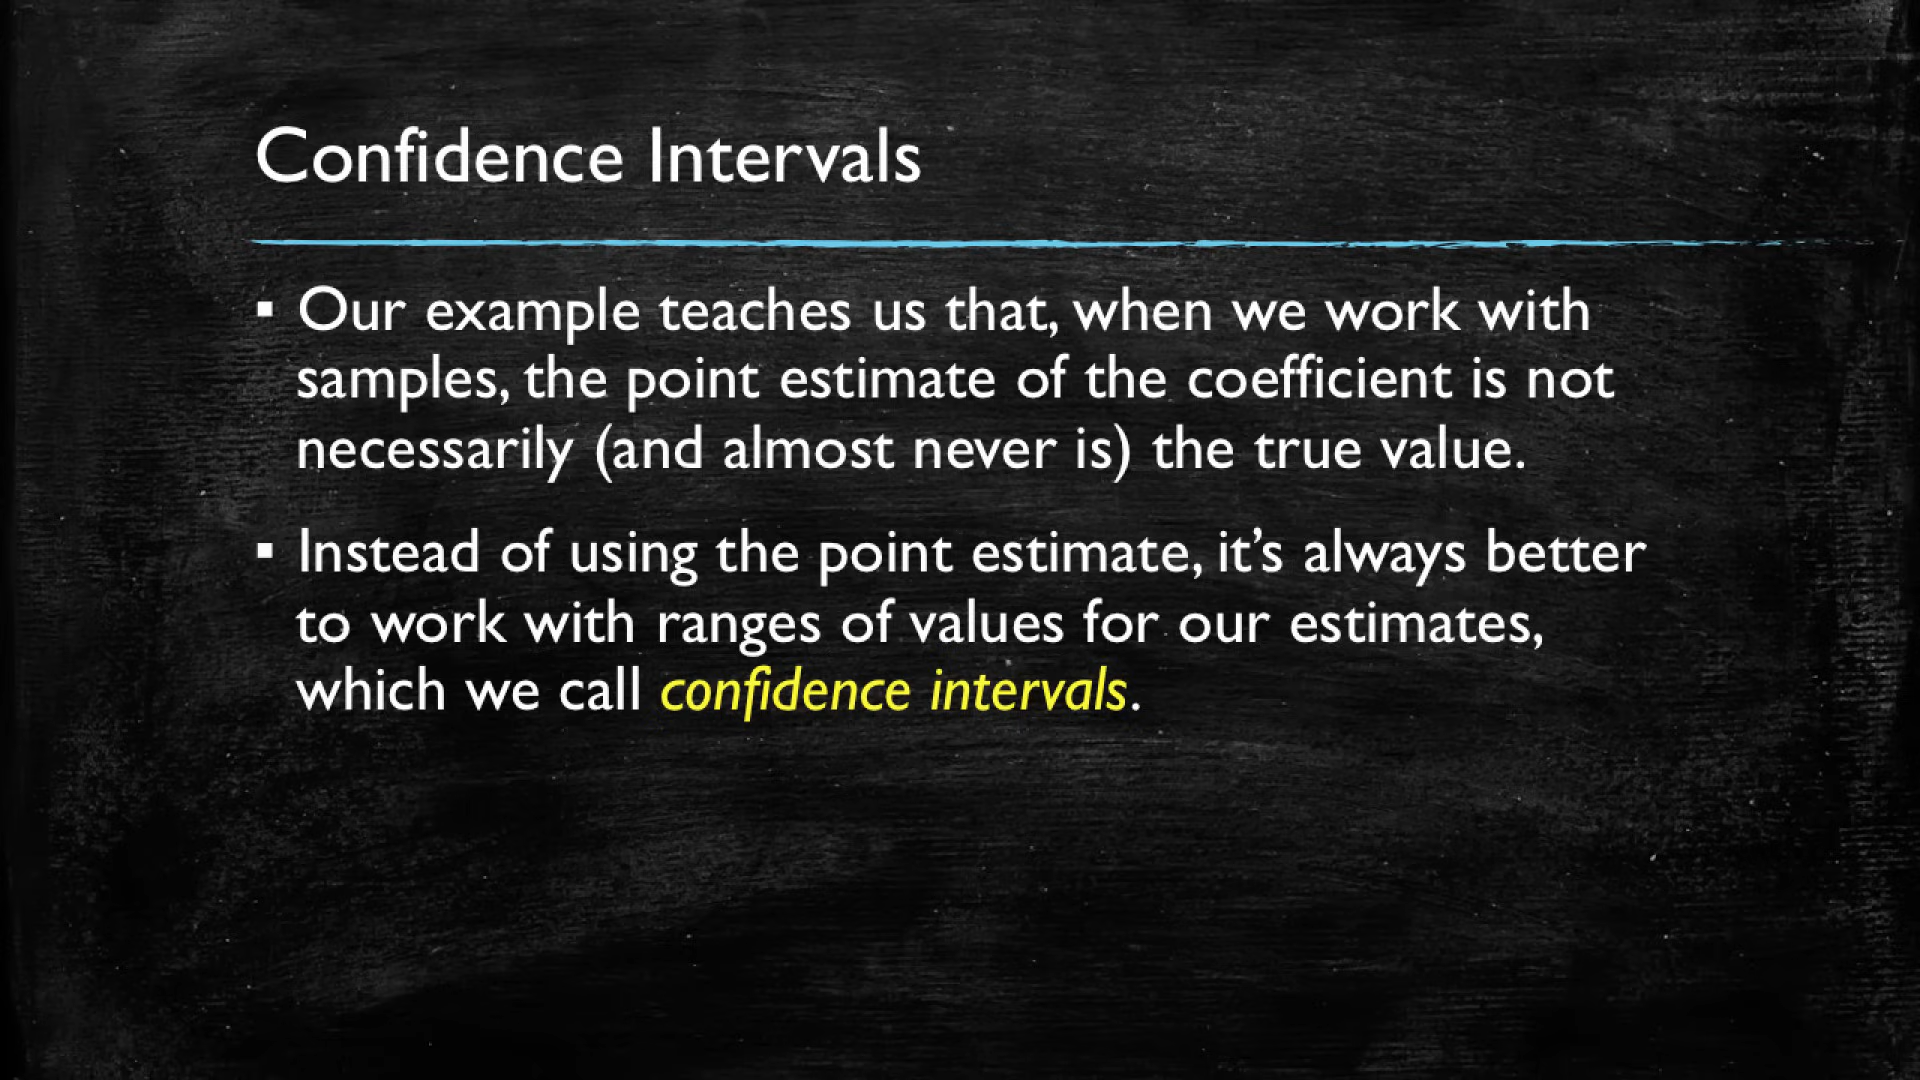 Confidence Intervals
▪ Our example teaches us that, when we work with
samples, the point estimate of the coefficient is not
necessarily (and almost never is) the true value.
▪ Instead of using the point estimate, it’s always better
to work with ranges of values for our estimates,
which we call confidence intervals.